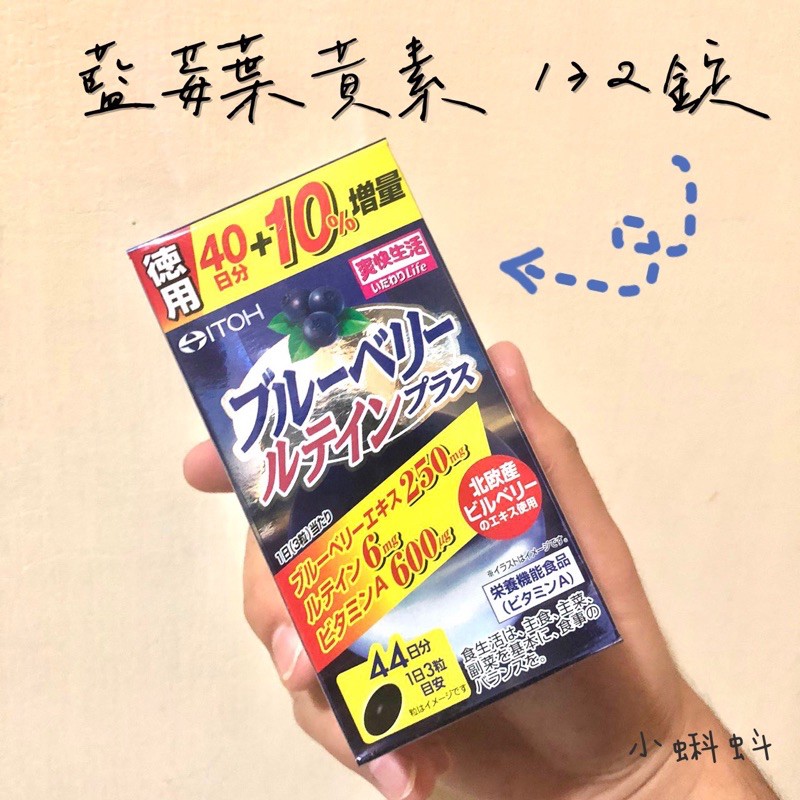 藍莓葉黃素 132錠
徳用
40日分+10%増量
爽快生活
いたわりLife
ITOH
ブルーベリー
ルテインプラス
1日(3粒)当たり
ブルーベリーエキス250mg
ルテイン6mg
ビタミンA 600μg
北欧産
ビルベリー
のエキス使用
※イラストはイメージです。
栄養機能食品
(ビタミンA)
44日分
1日3粒
目安
粒はイメージです
食生活は、主食、主菜、
副菜を基本に、食事の
バランスを。
小蝌蚪